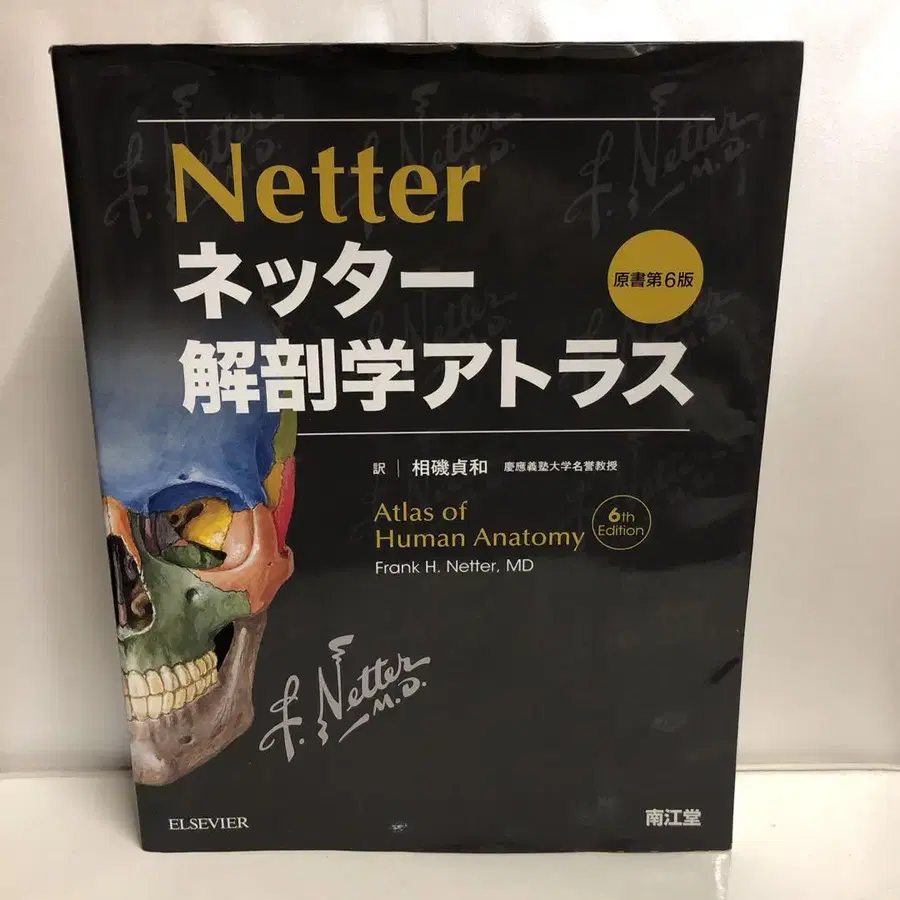 Netter
ネッター
原書第6版
解剖学アトラス
訳 相磯貞和 慶應義塾大学名誉教授
Atlas of
Human Anatomy
6th
Edition
Frank H. Netter, MD
F. Netter
M.D.
ELSEVIER
南江堂